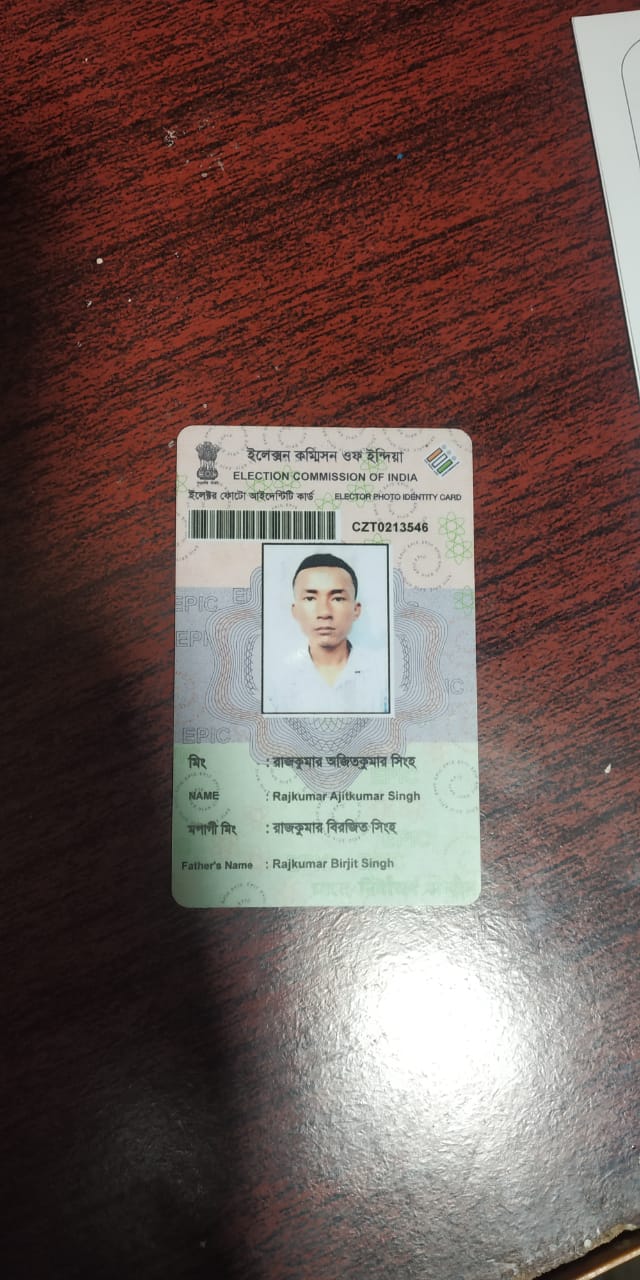 ইলেক্সন কম্মিসন ওফ ইন্দিয়া
ELECTION COMMISSION OF INDIA
ইলেক্টর ফোটো আইদেন্টিটি কার্ড ELECTOR PHOTO IDENTITY CARD
CZT0213546
EPIC
EPIC
মিং : রাজকুমার অজিতকুমার সিংহ
NAME : Rajkumar Ajitkumar Singh
মপাগী মিং : রাজকুমার বিরজিত সিংহ
Father's Name : Rajkumar Birjit Singh